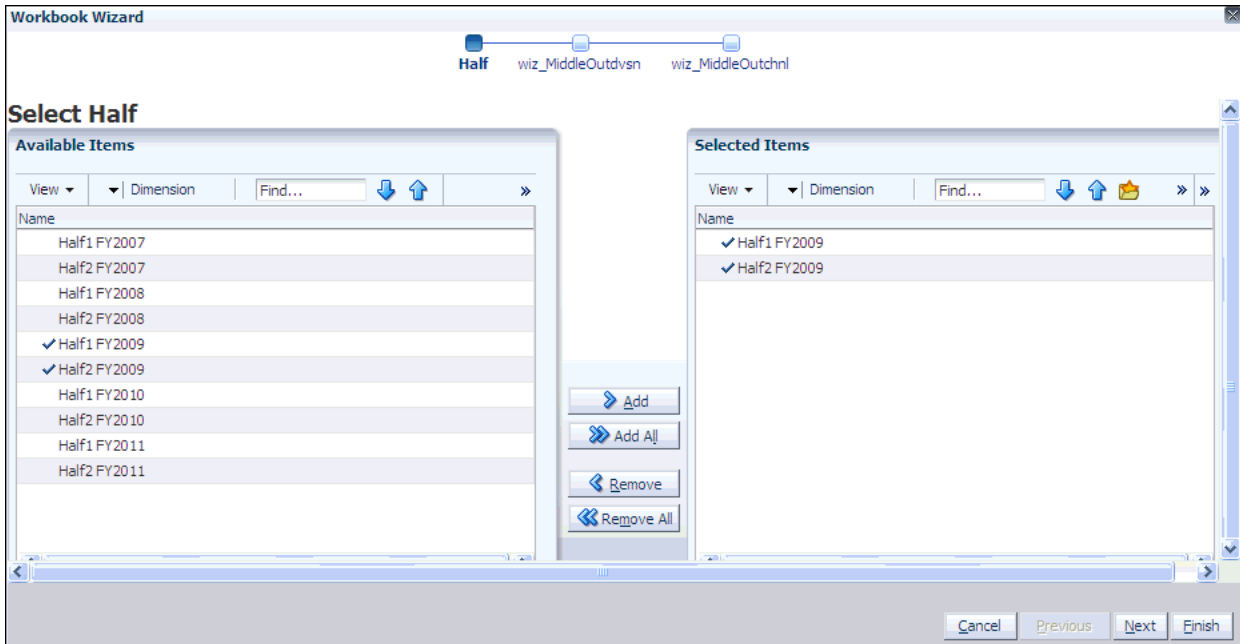 Workbook Wizard
Half wiz_MiddleOutdvsn wiz_MiddleOutchnl
Select Half
Available Items
View Dimension Find... »
Name
Half1 FY2007
Half2 FY2007
Half1 FY2008
Half2 FY2008
Half1 FY2009
Half2 FY2009
Half1 FY2010
Half2 FY2010
Half1 FY2011
Half2 FY2011
Add
Add All
Remove
Remove All
Selected Items
View Dimension Find... » »
Name
Half1 FY2009
Half2 FY2009
Cancel Previous Next Finish